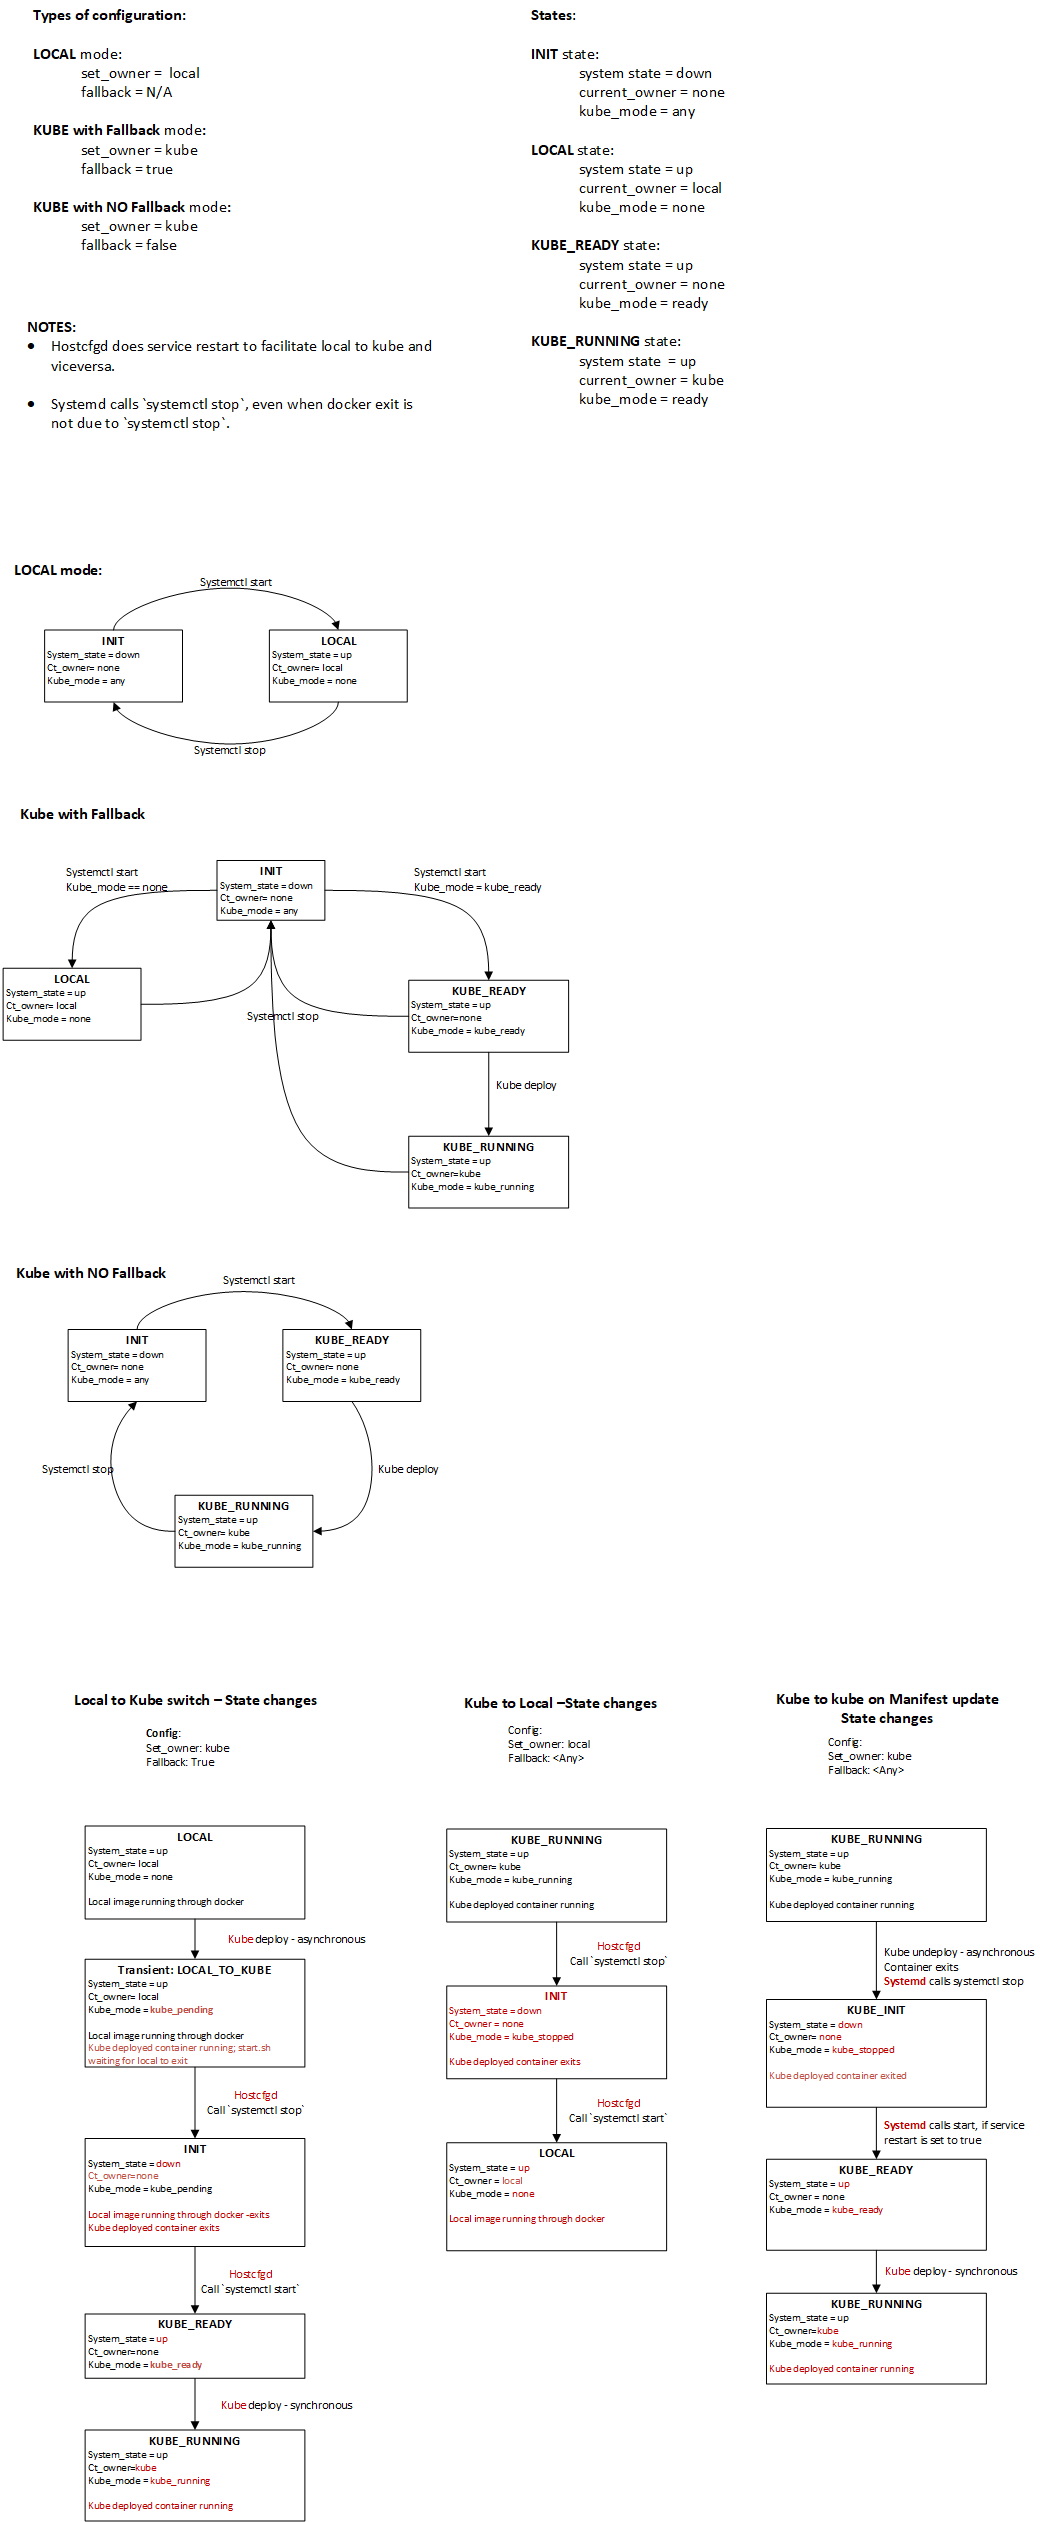 Types of configuration:
LOCAL mode:
set_owner =  local
fallback = N/A
KUBE with Fallback mode:
set_owner = kube
fallback = true
KUBE with NO Fallback mode:
set_owner = kube
fallback = false
NOTES:
• Hostcfgd does service restart to facilitate local to kube and
viceversa.
• Systemd calls `systemctl stop`, even when docker exit is
not due to `systemctl stop`.
States:
INIT state:
system state = down
current_owner = none
kube_mode = any
LOCAL state:
system state = up
current_owner = local
kube_mode = none
KUBE_READY state:
system state = up
current_owner = none
kube_mode = ready
KUBE_RUNNING state:
system state  = up
current_owner = kube
kube_mode = ready
LOCAL mode:
Systemctl start
INIT
System_state = down
Ct_owner= none
Kube_mode = any
LOCAL
System_state = up
Ct_owner= local
Kube_mode = none
Systemctl stop
Kube with Fallback
Systemctl start
Kube_mode == none
INIT
System_state = down
Ct_owner= none
Kube_mode = any
Systemctl start
Kube_mode = kube_ready
LOCAL
System_state = up
Ct_owner= local
Kube_mode = none
Systemctl stop
KUBE_READY
System_state = up
Ct_owner=none
Kube_mode = kube_ready
Kube deploy
KUBE_RUNNING
System_state = up
Ct_owner=kube
Kube_mode = kube_running
Kube with NO Fallback
Systemctl start
INIT
System_state = down
Ct_owner= none
Kube_mode = any
KUBE_READY
System_state = up
Ct_owner= none
Kube_mode = kube_ready
Systemctl stop
Kube deploy
KUBE_RUNNING
System_state = up
Ct_owner= kube
Kube_mode = kube_running
Local to Kube switch – State changes
Config:
Set_owner: kube
Fallback: True
LOCAL
System_state = up
Ct_owner= local
Kube_mode = none
Local image running through docker
Kube deploy - asynchronous
Transient: LOCAL_TO_KUBE
System_state = up
Ct_owner= local
Kube_mode = kube_pending
Local image running through docker
Kube deployed container running; start.sh
waiting for local to exit
Hostcfgd
Call `systemctl stop`
INIT
System_state = down
Ct_owner=none
Kube_mode = kube_pending
Local image running through docker -exits
Kube deployed container exits
Hostcfgd
Call `systemctl start`
KUBE_READY
System_state = up
Ct_owner=none
Kube_mode = kube_ready
Kube deploy - synchronous
KUBE_RUNNING
System_state = up
Ct_owner=kube
Kube_mode = kube_running
Kube deployed container running
Kube to Local –State changes
Config:
Set_owner: local
Fallback: <Any>
KUBE_RUNNING
System_state = up
Ct_owner= kube
Kube_mode = kube_running
Kube deployed container running
Hostcfgd
Call `systemctl stop`
INIT
System_state = down
Ct_owner = none
Kube_mode = kube_stopped
Kube deployed container exits
Hostcfgd
Call `systemctl start`
LOCAL
System_state = up
Ct_owner = local
Kube_mode = none
Local image running through docker
Kube to kube on Manifest update
State changes
Config:
Set_owner: kube
Fallback: <Any>
KUBE_RUNNING
System_state = up
Ct_owner= kube
Kube_mode = kube_running
Kube deployed container running
Kube undeploy - asynchronous
Container exits
Systemd calls systemctl stop
KUBE_INIT
System_state = down
Ct_owner= none
Kube_mode = kube_stopped
Kube deployed container exited
Systemd calls start, if service
restart is set to true
KUBE_READY
System_state = up
Ct_owner = none
Kube_mode = kube_ready
Kube deploy - synchronous
KUBE_RUNNING
System_state = up
Ct_owner=kube
Kube_mode = kube_running
Kube deployed container running